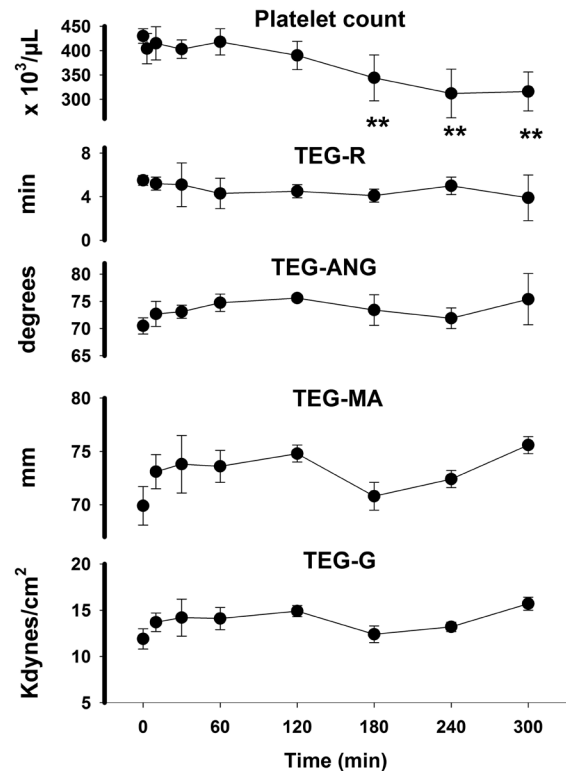 Platelet count
x 10³/µL
450
400
350
300
** ** **
TEG-R
min
8
4
0
TEG-ANG
degrees
80
75
70
65
TEG-MA
mm
80
75
70
TEG-G
Kdynes/cm²
20
15
10
5
0 60 120 180 240 300
Time (min)